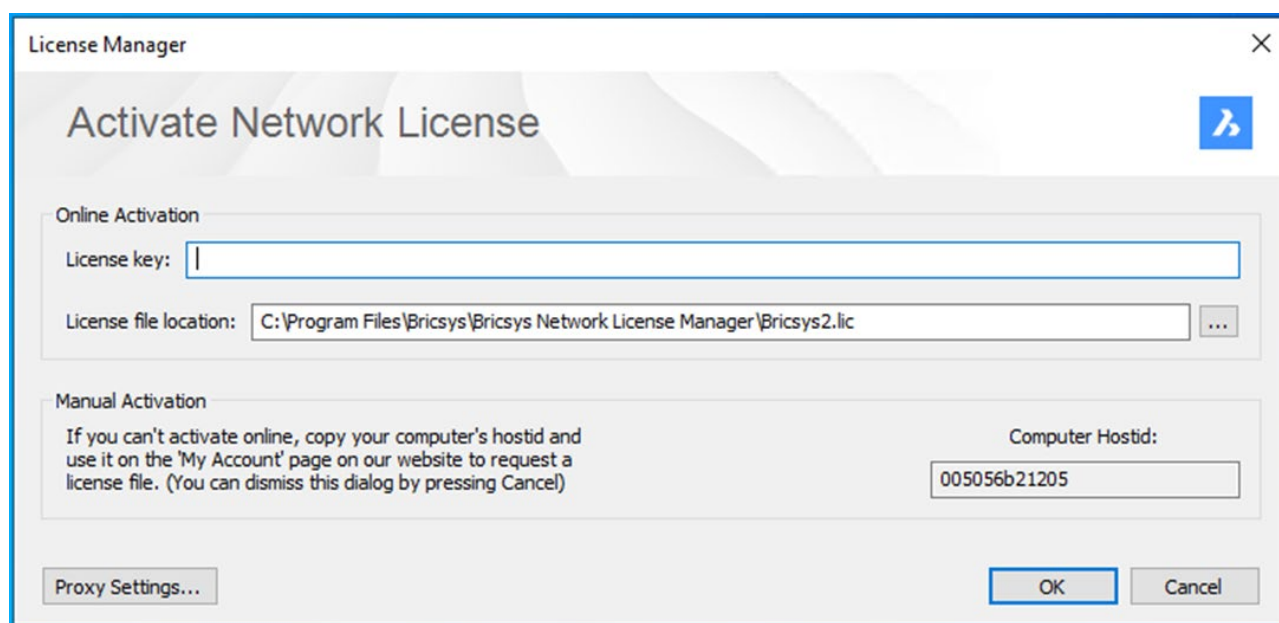 License Manager
Activate Network License
Online Activation
License key:
License file location: C:\Program Files\Bricsys\Bricsys Network License Manager\Bricsys2.lic ...
Manual Activation
If you can't activate online, copy your computer's hostid and
use it on the 'My Account' page on our website to request a
license file. (You can dismiss this dialog by pressing Cancel)
Computer Hostid:
005056b21205
Proxy Settings...
OK
Cancel